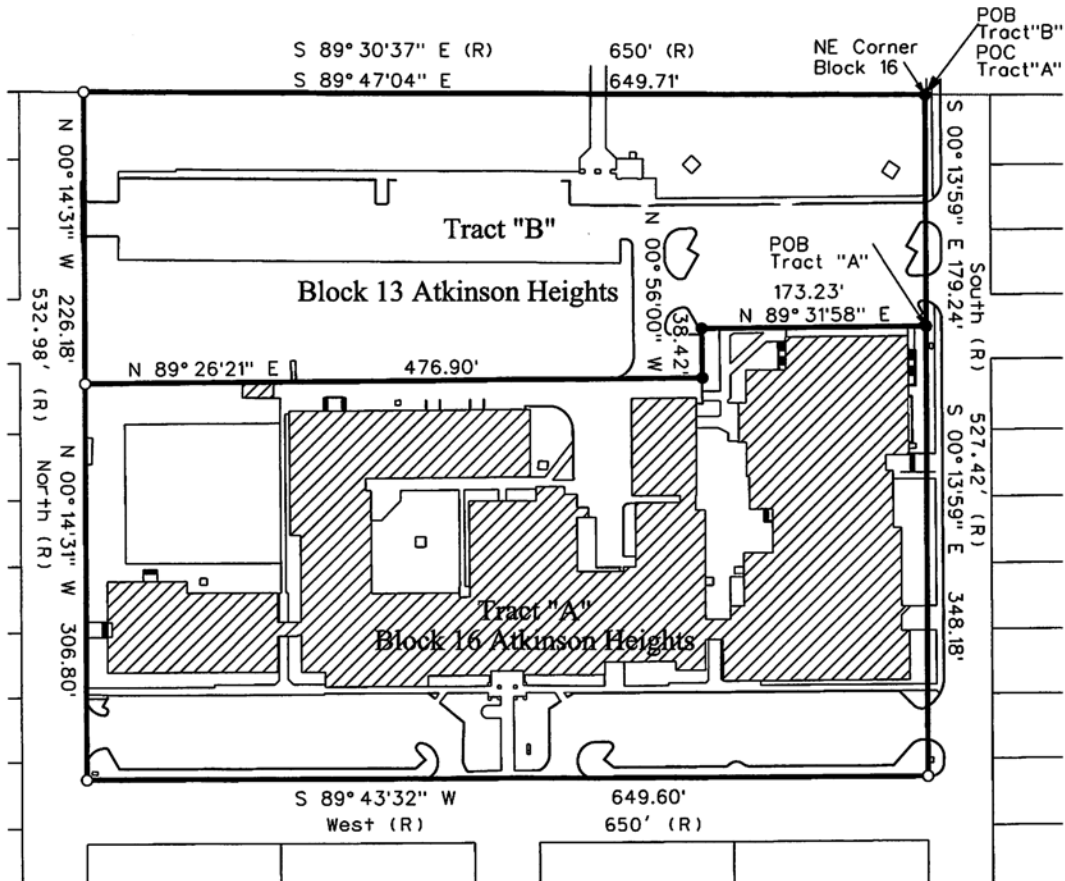 S 89° 30'37" E (R) 650' (R)
S 89° 47'04" E 649.71'
NE Corner
Block 16
POB
Tract"B"
POC
Tract"A"
N 00° 14'31" W 226.18'
532.98' (R)
North (R)
N 00° 14'31" W 306.80'
Tract "B"
Block 13 Atkinson Heights
N 00° 56'00" W
38.42'
POB
Tract "A"
173.23'
N 89° 31'58" E
S 00° 13'59" E 179.24'
South (R)
527.42' (R)
S 00° 13'59" E 348.18'
N 89° 26'21" E 476.90'
Tract "A"
Block 16 Atkinson Heights
S 89° 43'32" W 649.60'
West (R) 650' (R)